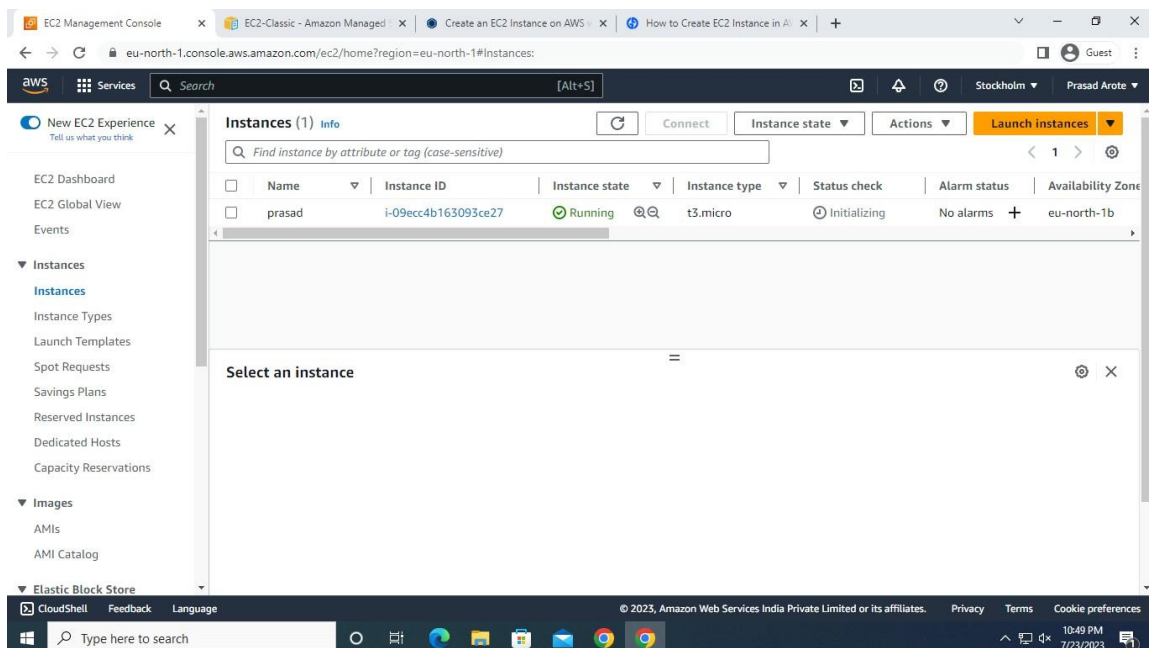 EC2 Management Console
EC2-Classic - Amazon Managed
Create an EC2 Instance on AWS
How to Create EC2 Instance in
eu-north-1.console.aws.amazon.com/ec2/home?region=eu-north-1#Instances:
Guest
aws
Services
Search
[Alt+S]
Stockholm
Prasad Arote
New EC2 Experience
Tell us what you think
EC2 Dashboard
EC2 Global View
Events
Instances
Instances
Instance Types
Launch Templates
Spot Requests
Savings Plans
Reserved Instances
Dedicated Hosts
Capacity Reservations
Images
AMIs
AMI Catalog
Elastic Block Store
Instances (1) Info
Connect
Instance state
Actions
Launch instances
Find instance by attribute or tag (case-sensitive)
1
Name Instance ID Instance state Instance type Status check Alarm status Availability Zone
prasad i-09ecc4b163093ce27 Running t3.micro Initializing No alarms + eu-north-1b
Select an instance
CloudShell Feedback Language
© 2023, Amazon Web Services India Private Limited or its affiliates. Privacy Terms Cookie preferences
Type here to search
10:49 PM
7/23/2023